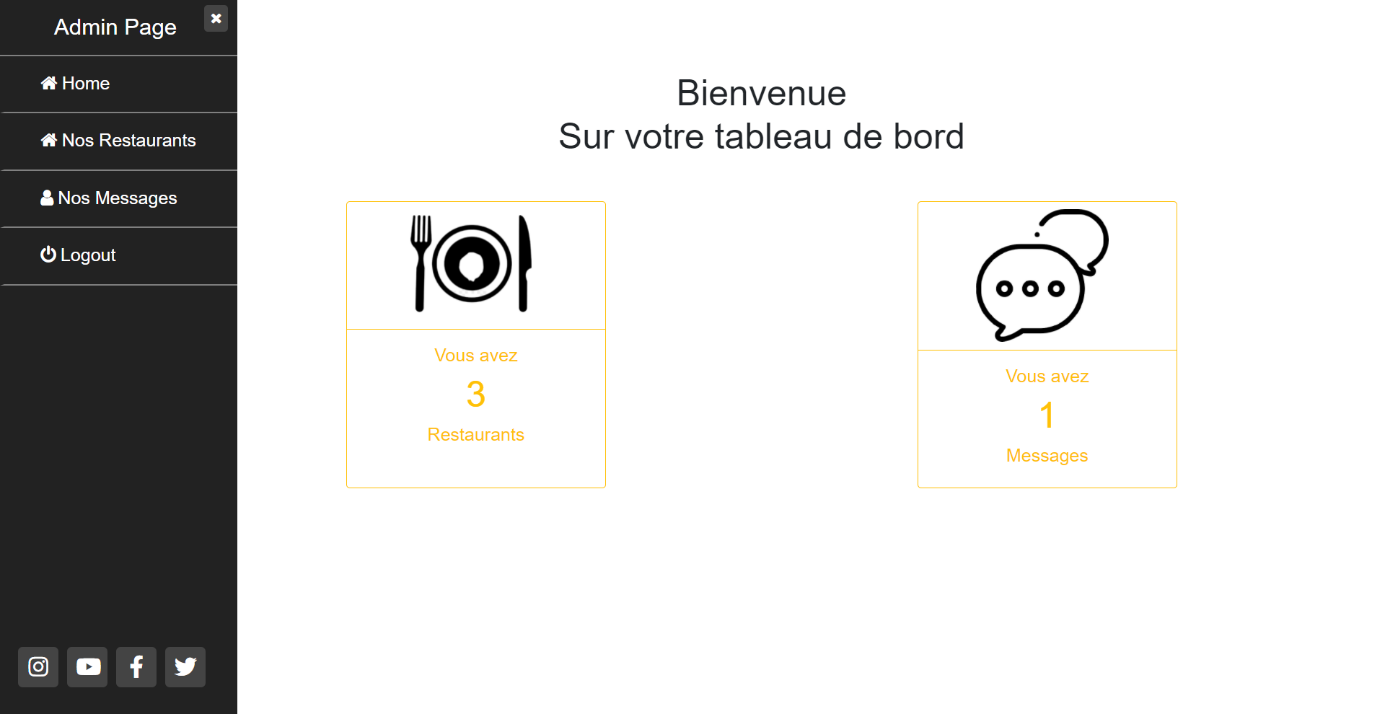 Admin Page
Home
Nos Restaurants
Nos Messages
Logout
Bienvenue
Sur votre tableau de bord
Vous avez
3
Restaurants
Vous avez
1
Messages